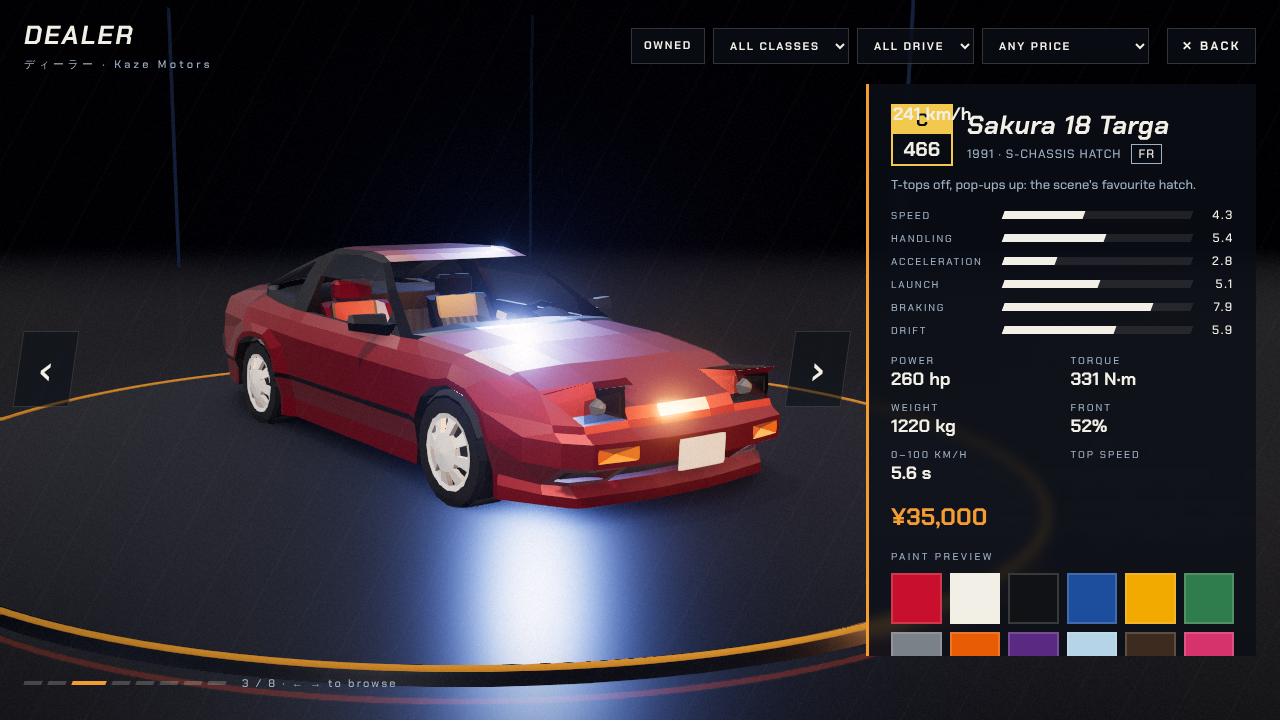 DEALER
ディーラー · Kaze Motors
OWNED
ALL CLASSES
ALL DRIVE
ANY PRICE
✕ BACK
241 km/h
C
466
Sakura 18 Targa
1991 · S-CHASSIS HATCH FR
T-tops off, pop-ups up: the scene's favourite hatch.
SPEED 4.3
HANDLING 5.4
ACCELERATION 2.8
LAUNCH 5.1
BRAKING 7.9
DRIFT 5.9
POWER TORQUE
260 hp 331 N·m
WEIGHT FRONT
1220 kg 52%
0–100 KM/H TOP SPEED
5.6 s
¥35,000
PAINT PREVIEW
3 / 8 · ← → to browse